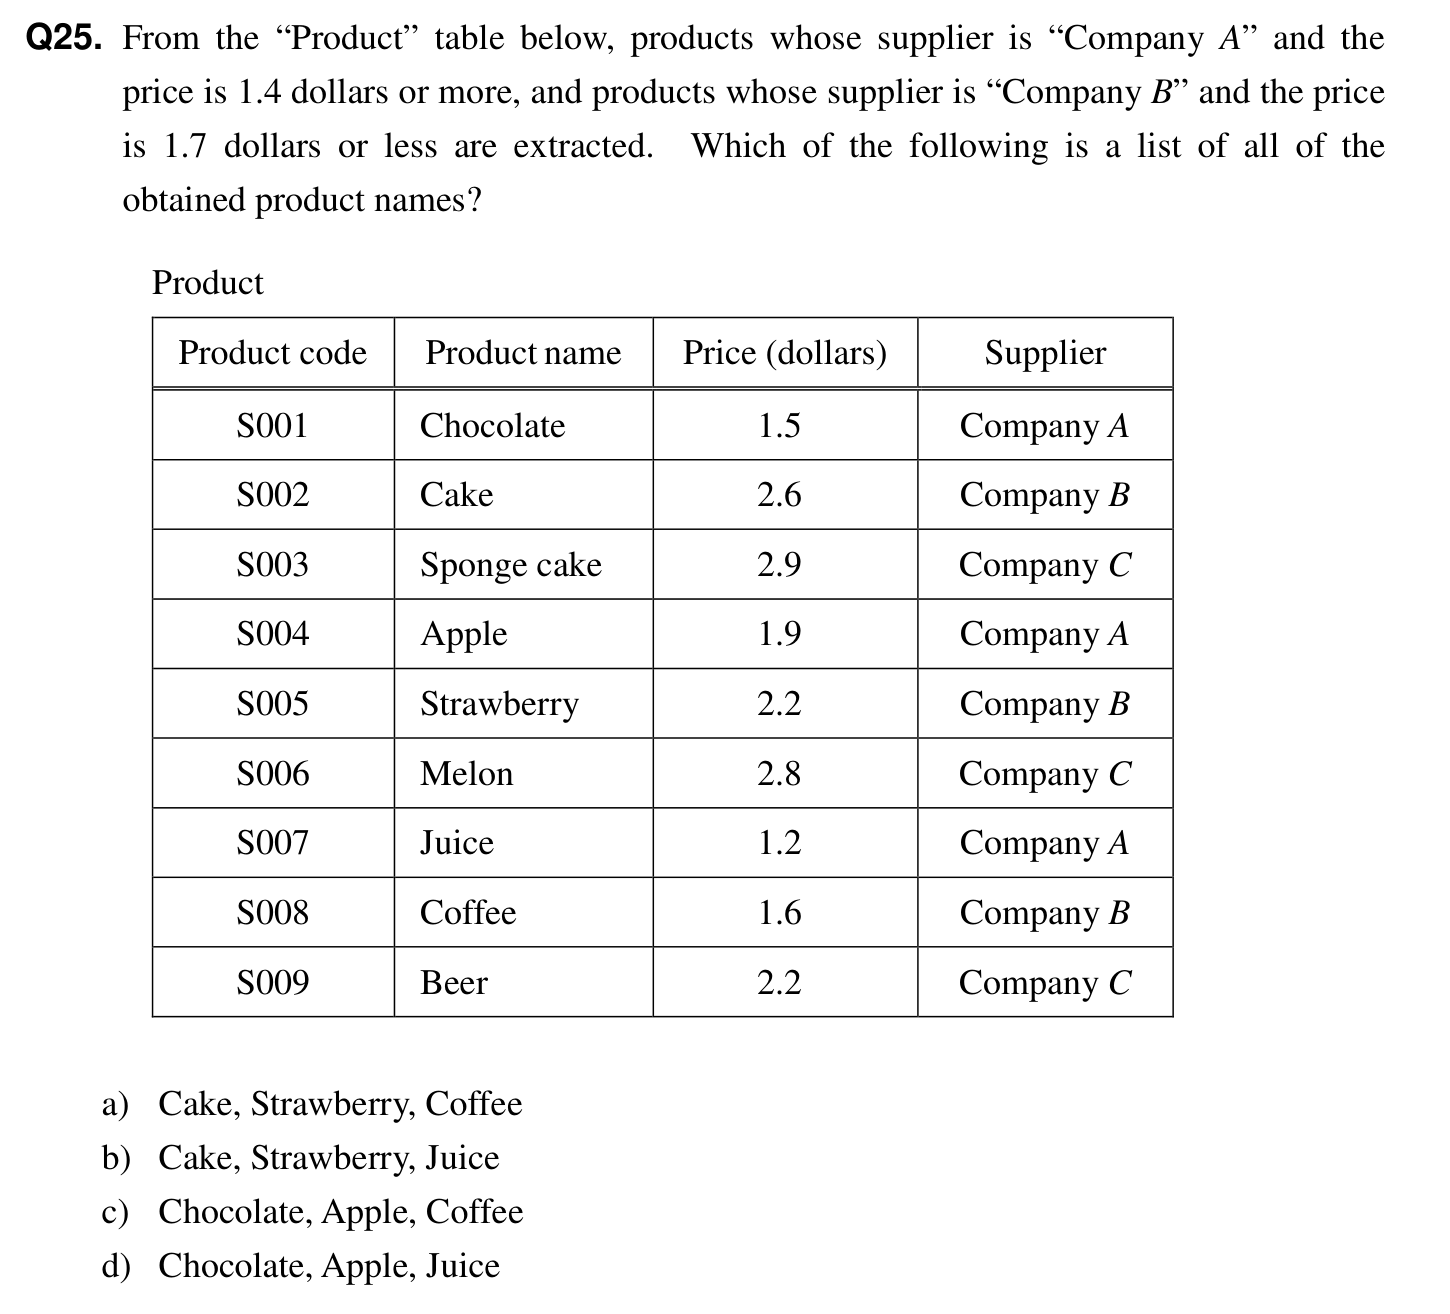 Q25. From the “Product” table below, products whose supplier is “Company A” and the
price is 1.4 dollars or more, and products whose supplier is “Company B” and the price
is 1.7 dollars or less are extracted. Which of the following is a list of all of the
obtained product names?
Product
Product code Product name Price (dollars) Supplier
S001 Chocolate 1.5 Company A
S002 Cake 2.6 Company B
S003 Sponge cake 2.9 Company C
S004 Apple 1.9 Company A
S005 Strawberry 2.2 Company B
S006 Melon 2.8 Company C
S007 Juice 1.2 Company A
S008 Coffee 1.6 Company B
S009 Beer 2.2 Company C
a) Cake, Strawberry, Coffee
b) Cake, Strawberry, Juice
c) Chocolate, Apple, Coffee
d) Chocolate, Apple, Juice